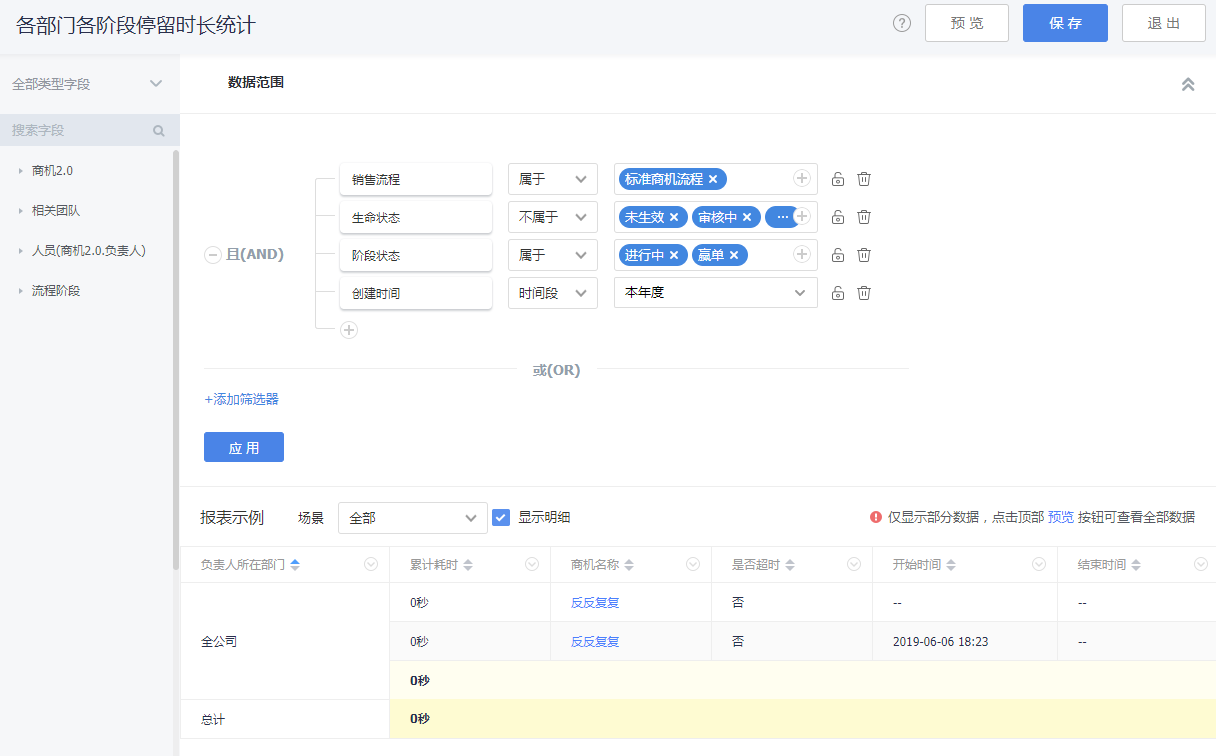 各部门各阶段停留时长统计
? 预 览 保 存 退 出
全部类型字段
搜索字段
商机2.0
相关团队
人员(商机2.0.负责人)
流程阶段
数据范围
且(AND)
销售流程 属于 标准商机流程 ×
生命状态 不属于 未生效 × 审核中 × ...
阶段状态 属于 进行中 × 赢单 ×
创建时间 时间段 本年度
或(OR)
+添加筛选器
应 用
报表示例 场景 全部 显示明细 仅显示部分数据，点击顶部 预览 按钮可查看全部数据
负责人所在部门 累计耗时 商机名称 是否超时 开始时间 结束时间
0秒 反反复复 否 -- --
全公司
0秒 反反复复 否 2019-06-06 18:23 --
0秒
总计 0秒